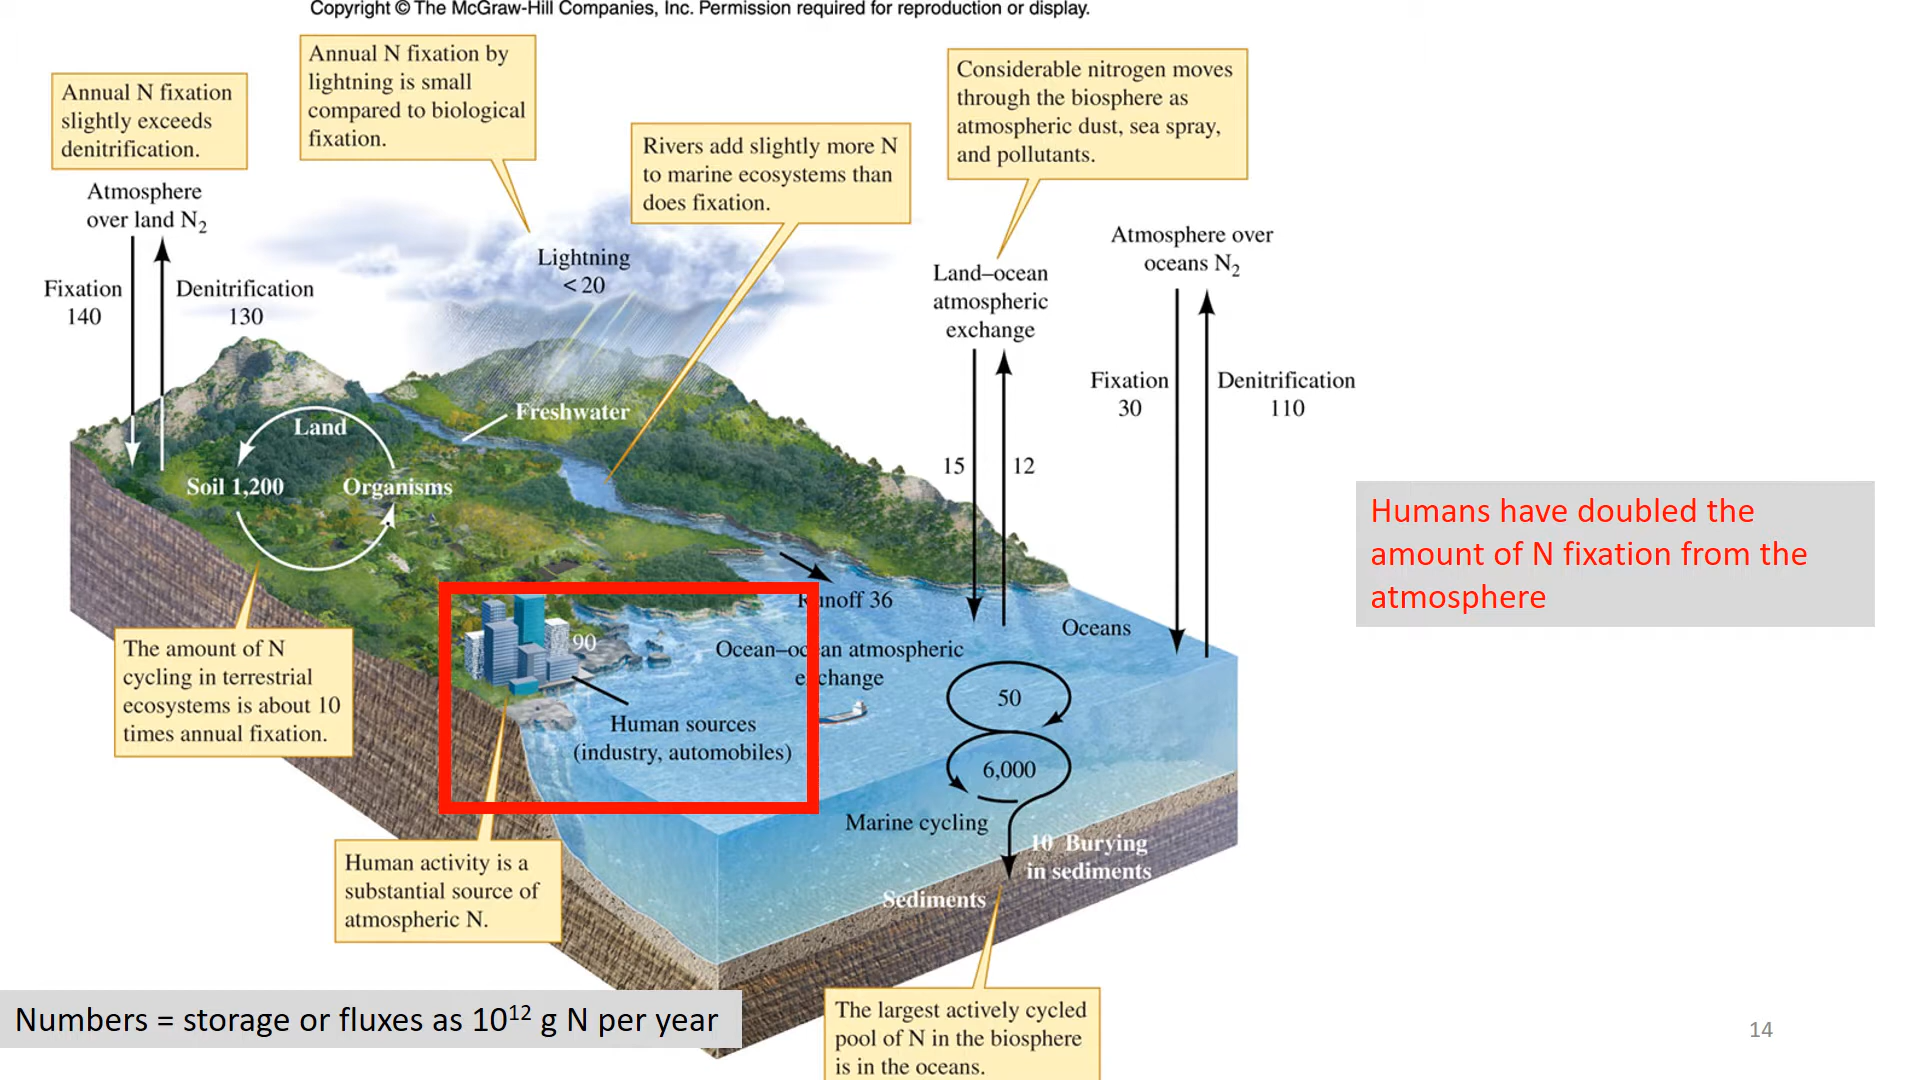 Copyright © The McGraw-Hill Companies, Inc. Permission required for reproduction or display.
Annual N fixation
slightly exceeds
denitrification.
Annual N fixation by
lightning is small
compared to biological
fixation.
Rivers add slightly more N
to marine ecosystems than
does fixation.
Considerable nitrogen moves
through the biosphere as
atmospheric dust, sea spray,
and pollutants.
Atmosphere
over land N₂
Fixation
140
Denitrification
130
Lightning
< 20
Land–ocean
atmospheric
exchange
15
12
Atmosphere over
oceans N₂
Fixation
30
Denitrification
110
Freshwater
Land
Soil 1,200
Organisms
Humans have doubled the
amount of N fixation from the
atmosphere
Runoff 36
Oceans
90
Ocean–ocean atmospheric
exchange
50
6,000
Human sources
(industry, automobiles)
Marine cycling
10 Burying
in sediments
Sediments
The amount of N
cycling in terrestrial
ecosystems is about 10
times annual fixation.
Human activity is a
substantial source of
atmospheric N.
The largest actively cycled
pool of N in the biosphere
is in the oceans.
Numbers = storage or fluxes as 10¹² g N per year
14